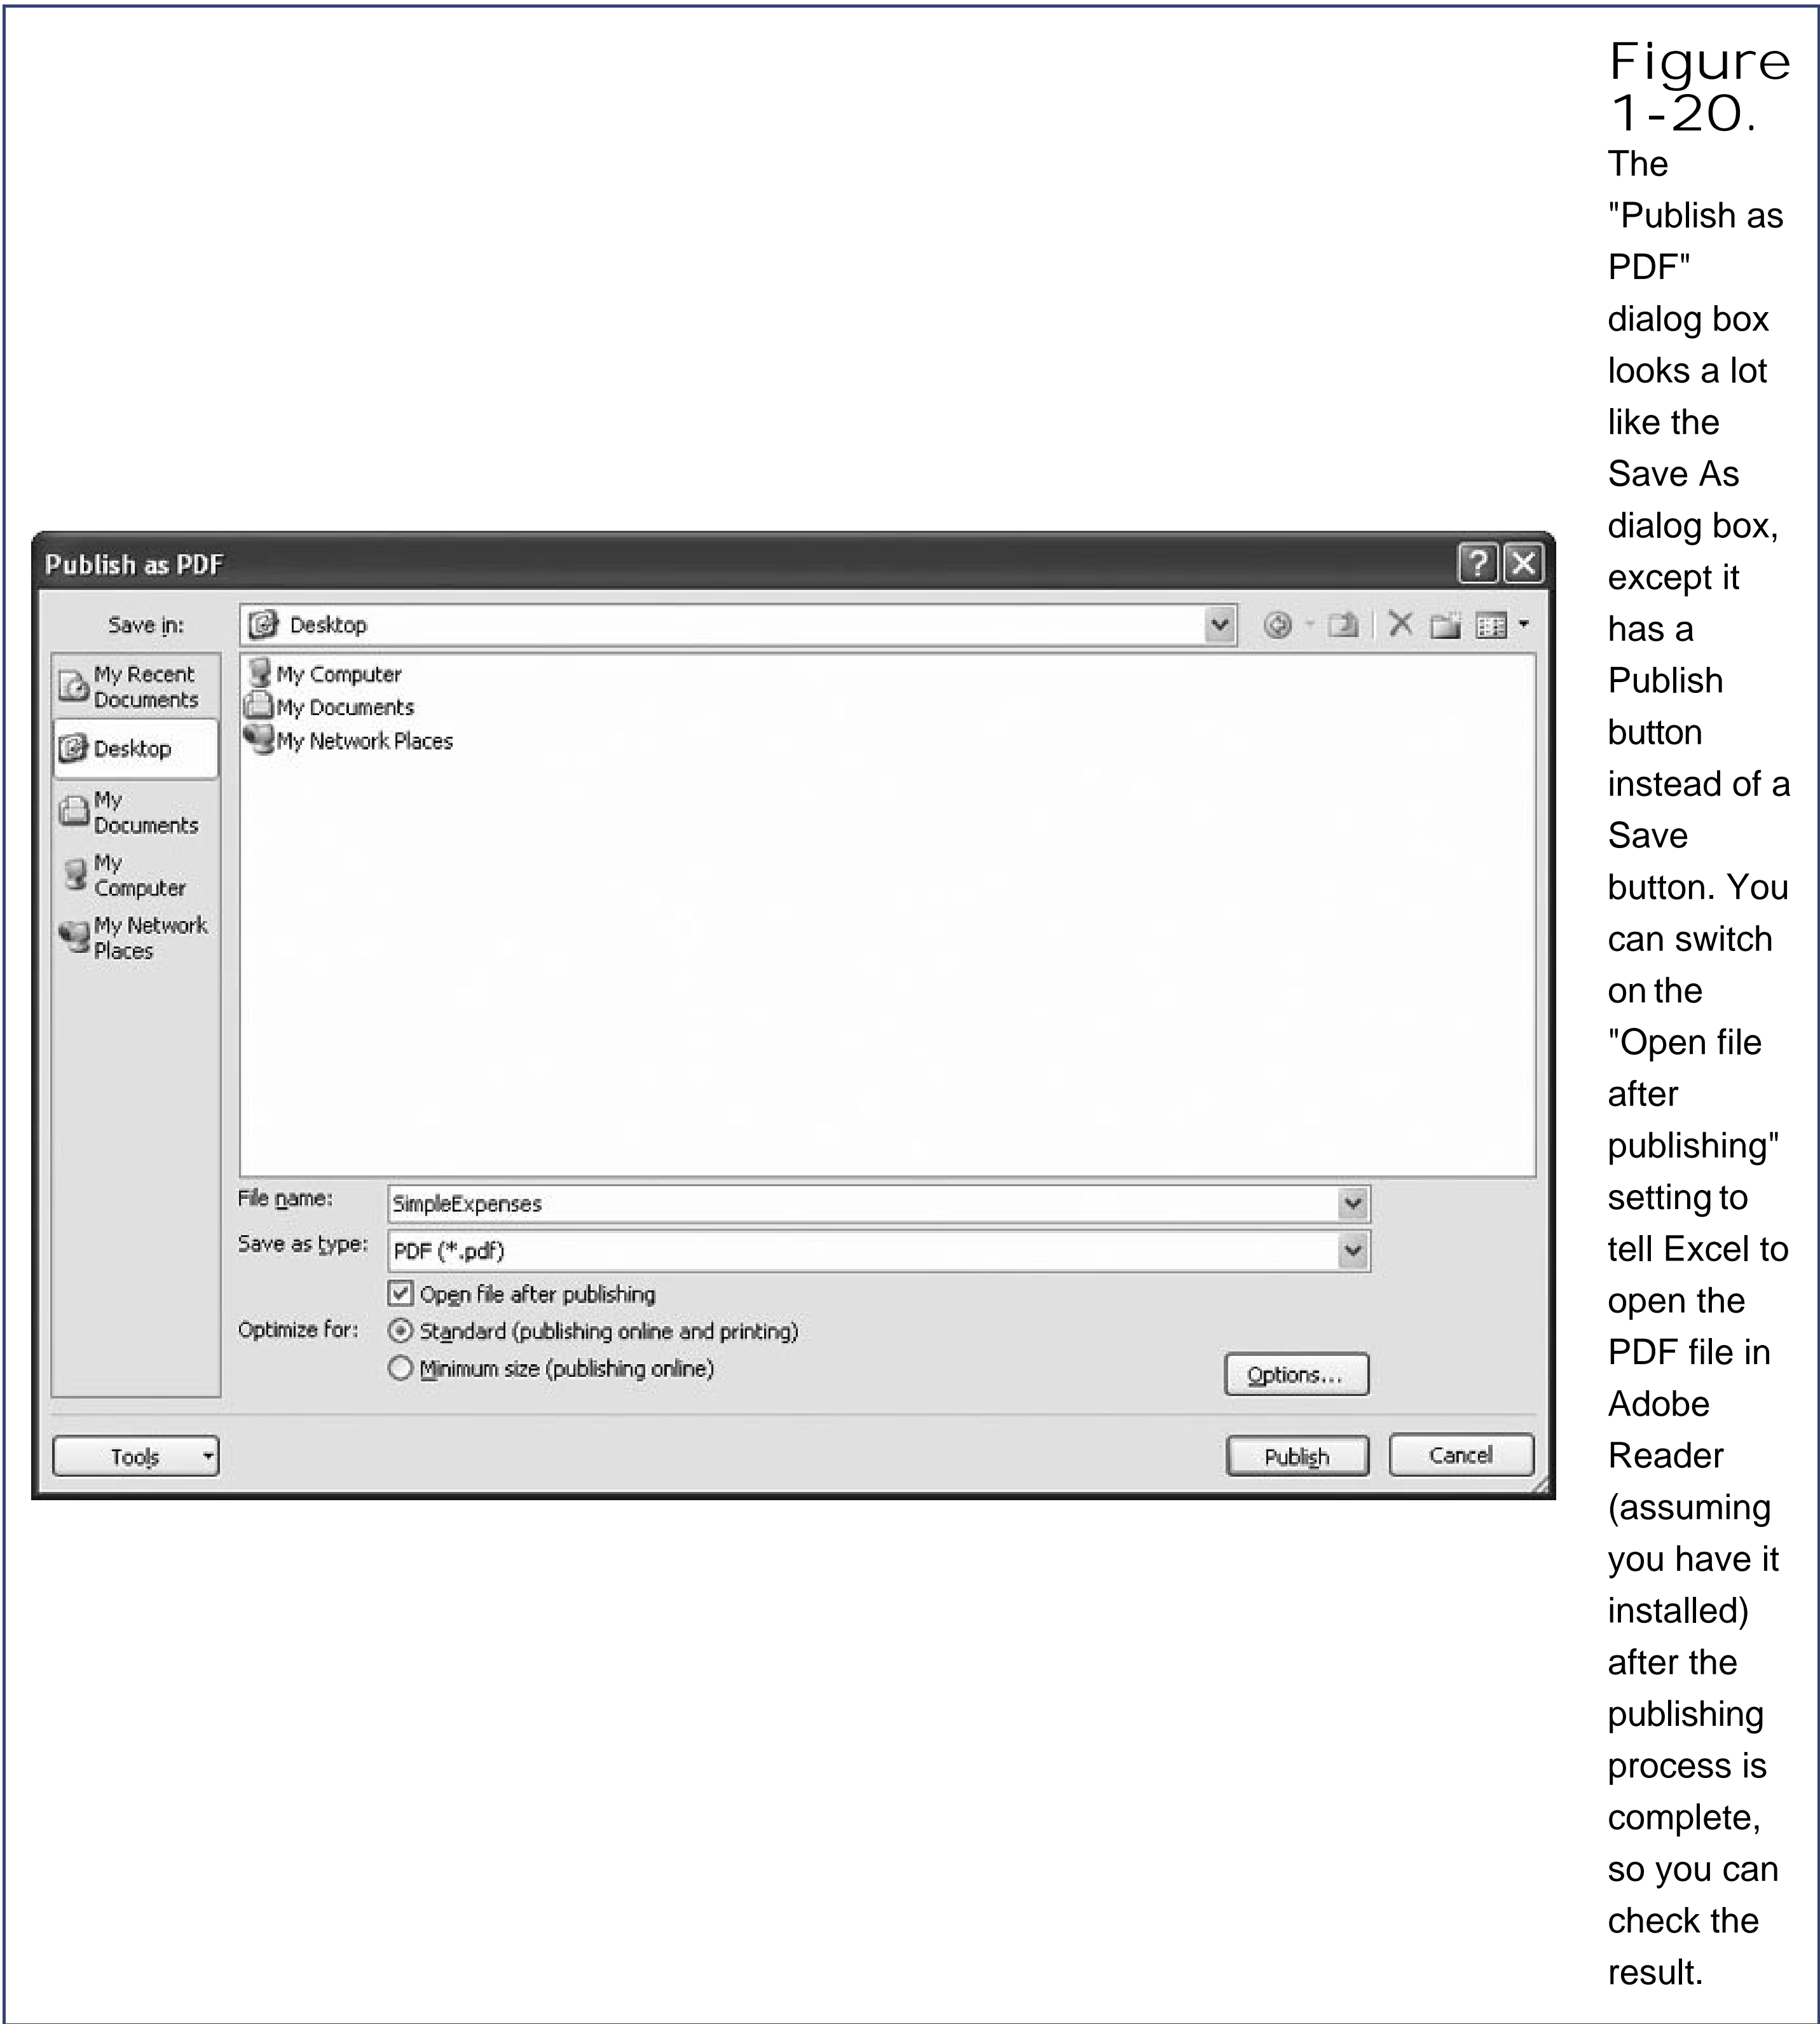 Publish as PDF
Save in:
Desktop
My Recent
Documents
Desktop
My
Documents
My
Computer
My Network
Places
My Computer
My Documents
My Network Places
File name:
SimpleExpenses
Save as type:
PDF (*.pdf)
Open file after publishing
Optimize for:
Standard (publishing online and printing)
Minimum size (publishing online)
Options...
Tools
Publish
Cancel
Figure
1-20.
The
"Publish as
PDF"
dialog box
looks a lot
like the
Save As
dialog box,
except it
has a
Publish
button
instead of a
Save
button. You
can switch
on the
"Open file
after
publishing"
setting to
tell Excel to
open the
PDF file in
Adobe
Reader
(assuming
you have it
installed)
after the
publishing
process is
complete,
so you can
check the
result.